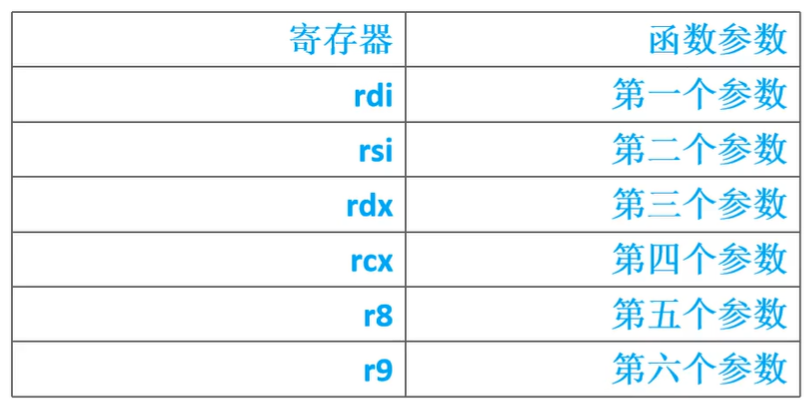 寄存器 函数参数
rdi 第一个参数
rsi 第二个参数
rdx 第三个参数
rcx 第四个参数
r8 第五个参数
r9 第六个参数